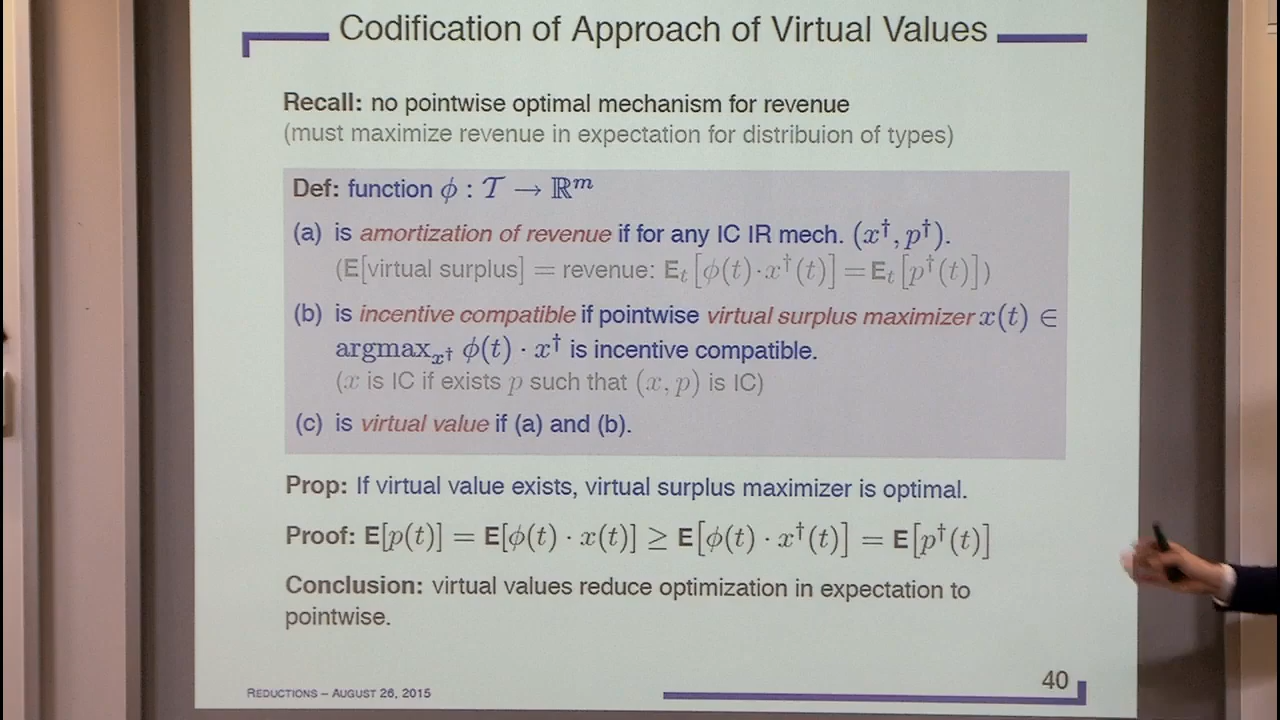 Codification of Approach of Virtual Values
Recall: no pointwise optimal mechanism for revenue
(must maximize revenue in expectation for distribuion of types)
Def: function ϕ : 𝒯 → ℝᵐ
(a) is amortization of revenue if for any IC IR mech. (x†, p†).
(E[virtual surplus] = revenue: Eₜ[ϕ(t)·x†(t)] = Eₜ[p†(t)])
(b) is incentive compatible if pointwise virtual surplus maximizer x(t) ∈
argmaxₓ† ϕ(t) · x† is incentive compatible.
(x is IC if exists p such that (x, p) is IC)
(c) is virtual value if (a) and (b).
Prop: If virtual value exists, virtual surplus maximizer is optimal.
Proof: E[p(t)] = E[ϕ(t) · x(t)] ≥ E[ϕ(t) · x†(t)] = E[p†(t)]
Conclusion: virtual values reduce optimization in expectation to
pointwise.
REDUCTIONS – AUGUST 26, 2015
40